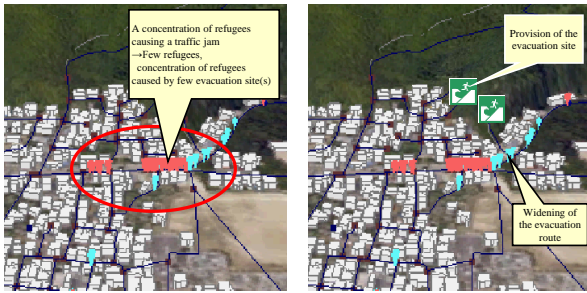 A concentration of refugees
causing a traffic jam
→Few refugees,
concentration of refugees
caused by few evacuation site(s)
Provision of the
evacuation site
Widening of
the evacuation
route